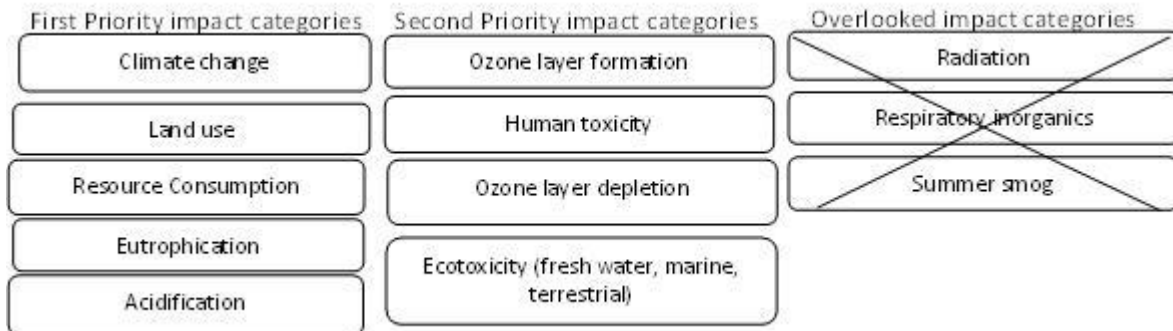 First Priority impact categories
Climate change
Land use
Resource Consumption
Eutrophication
Acidification
Second Priority impact categories
Ozone layer formation
Human toxicity
Ozone layer depletion
Ecotoxicity (fresh water, marine,
terrestrial)
Overlooked impact categories
Radiation
Respiratory inorganics
Summer smog